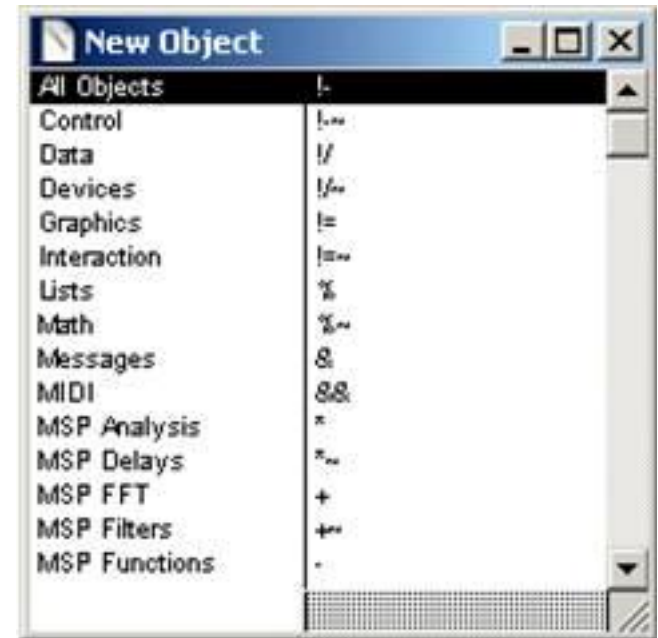 New Object
All Objects !-
Control !-~
Data !/
Devices !/~
Graphics !=
Interaction !=~
Lists %
Math %~
Messages &
MIDI &&
MSP Analysis *
MSP Delays *~
MSP FFT +
MSP Filters +~
MSP Functions -